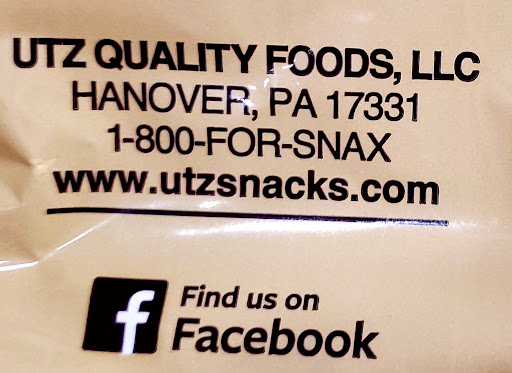 UTZ QUALITY FOODS, LLC
HANOVER, PA 17331
1-800-FOR-SNAX
www.utzsnacks.com
f Find us on
Facebook